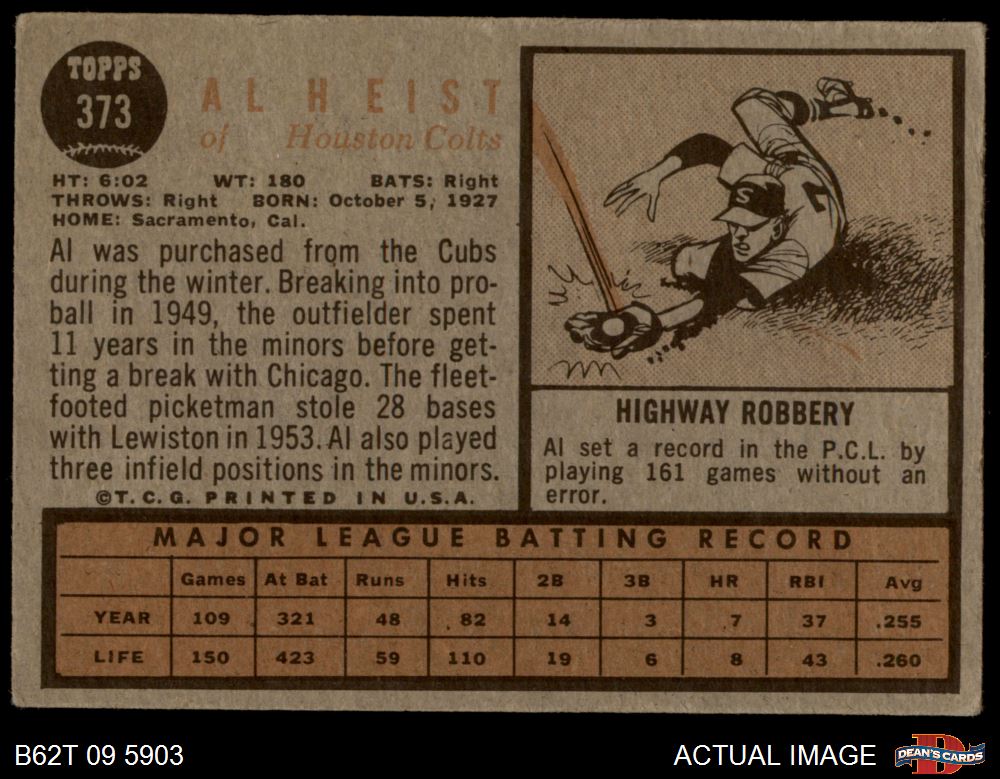 TOPPS
373
AL HEIST
of Houston Colts
HT: 6:02 WT: 180 BATS: Right
THROWS: Right BORN: October 5, 1927
HOME: Sacramento, Cal.
Al was purchased from the Cubs
during the winter. Breaking into pro-
ball in 1949, the outfielder spent
11 years in the minors before get-
ting a break with Chicago. The fleet-
footed picketman stole 28 bases
with Lewiston in 1953. Al also played
three infield positions in the minors.
©T.C.G. PRINTED IN U.S.A.
S
HIGHWAY ROBBERY
Al set a record in the P.C.L. by
playing 161 games without an
error.
MAJOR LEAGUE BATTING RECORD
Games At Bat Runs Hits 2B 3B HR RBI Avg
YEAR 109 321 48 82 14 3 7 37 .255
LIFE 150 423 59 110 19 6 8 43 .260
B62T 09 5903 ACTUAL IMAGE DEAN'S CARDS